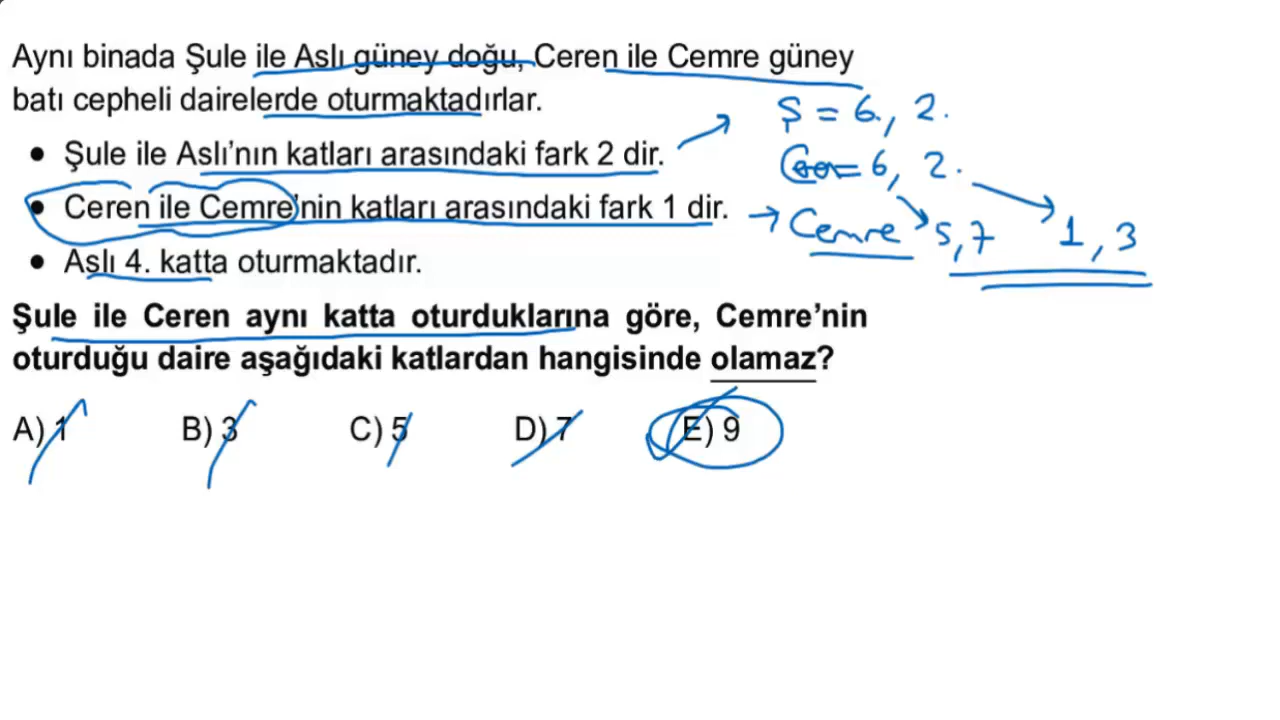 Aynı binada Şule ile Aslı güney doğu, Ceren ile Cemre güney
batı cepheli dairelerde oturmaktadırlar.
• Şule ile Aslı'nın katları arasındaki fark 2 dir.
• Ceren ile Cemre'nin katları arasındaki fark 1 dir.
• Aslı 4. katta oturmaktadır.
Şule ile Ceren aynı katta oturduklarına göre, Cemre'nin
oturduğu daire aşağıdaki katlardan hangisinde olamaz?
A) 1 B) 3 C) 5 D) 7 E) 9
Ş = 6., 2.
= 6, 2.
Cemre 5,7 1, 3